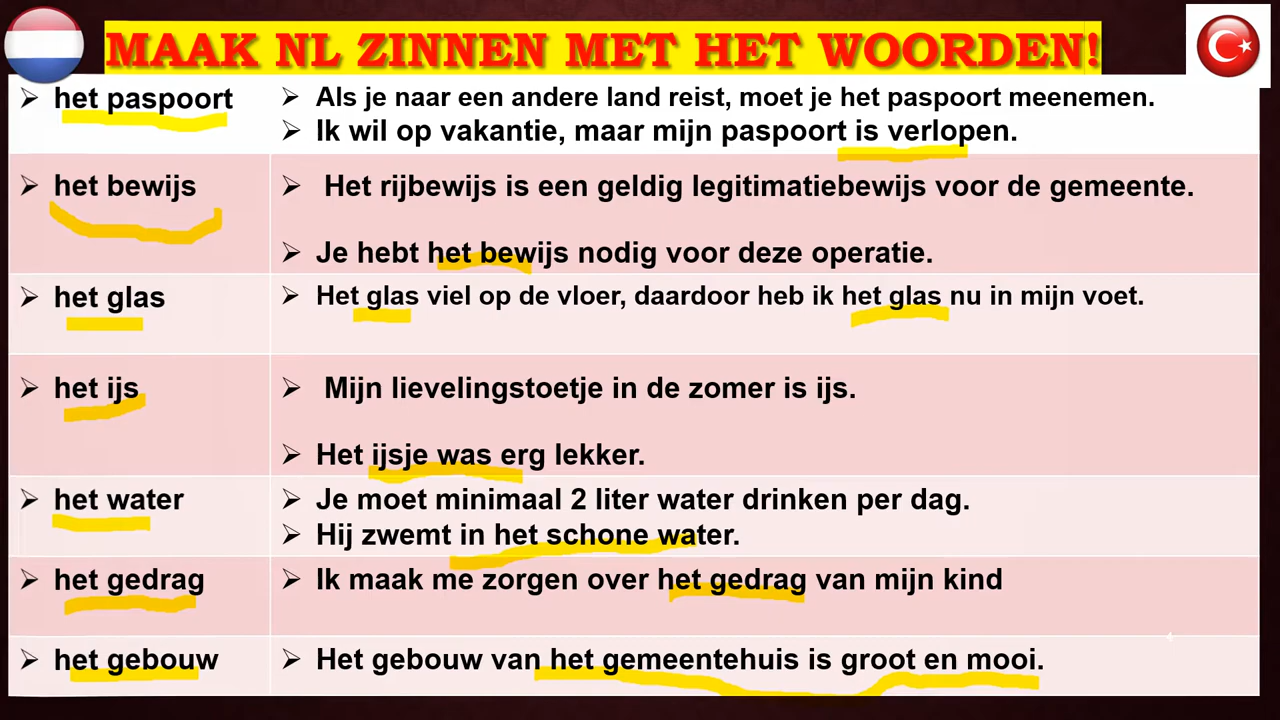 MAAK NL ZINNEN MET HET WOORDEN!
➢ het paspoort
➢ Als je naar een andere land reist, moet je het paspoort meenemen.
➢ Ik wil op vakantie, maar mijn paspoort is verlopen.
➢ het bewijs
➢ Het rijbewijs is een geldig legitimatiebewijs voor de gemeente.
➢ Je hebt het bewijs nodig voor deze operatie.
➢ het glas
➢ Het glas viel op de vloer, daardoor heb ik het glas nu in mijn voet.
➢ het ijs
➢ Mijn lievelingstoetje in de zomer is ijs.
➢ Het ijsje was erg lekker.
➢ het water
➢ Je moet minimaal 2 liter water drinken per dag.
➢ Hij zwemt in het schone water.
➢ het gedrag
➢ Ik maak me zorgen over het gedrag van mijn kind
4
➢ het gebouw
➢ Het gebouw van het gemeentehuis is groot en mooi.